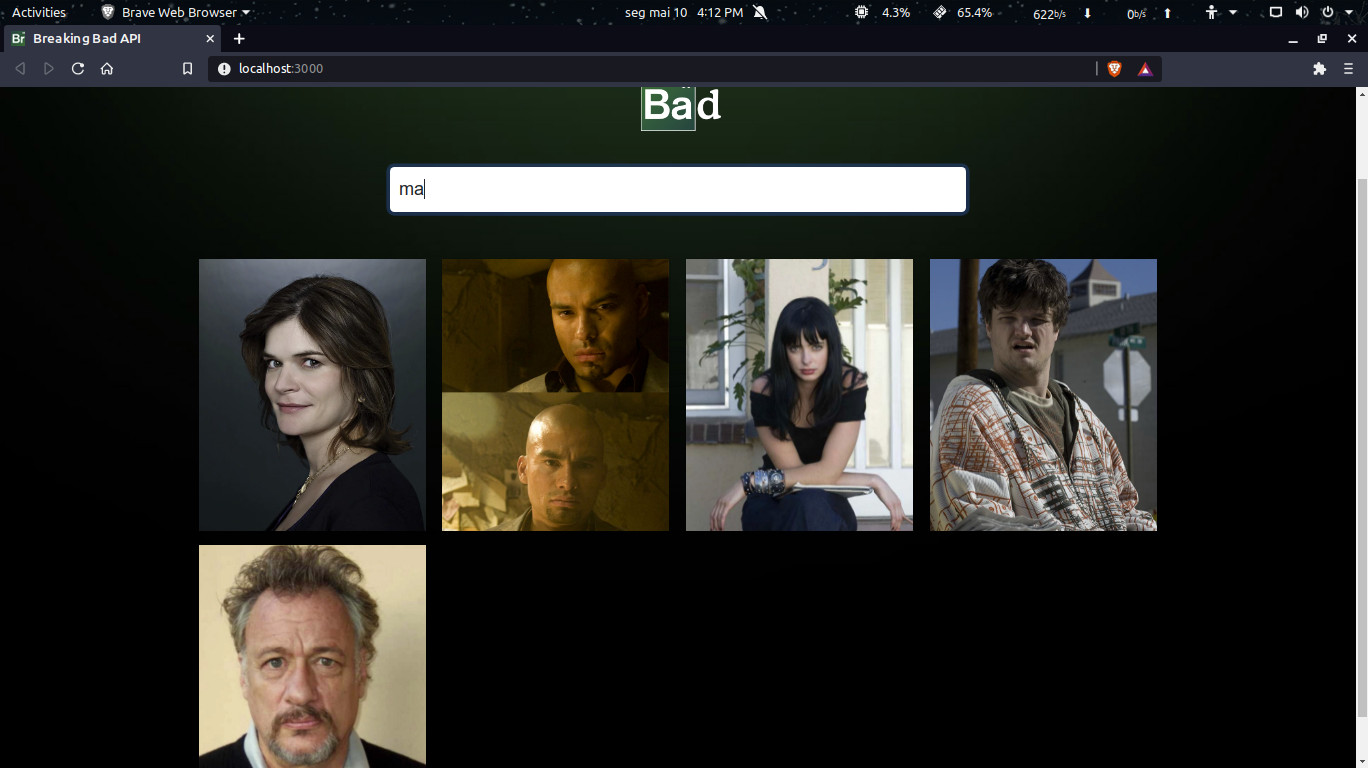 Activities Brave Web Browser seg mai 10 4:12 PM 4.3% 65.4% 622b/s 0b/s
Br Breaking Bad API
localhost:3000
Bad
ma